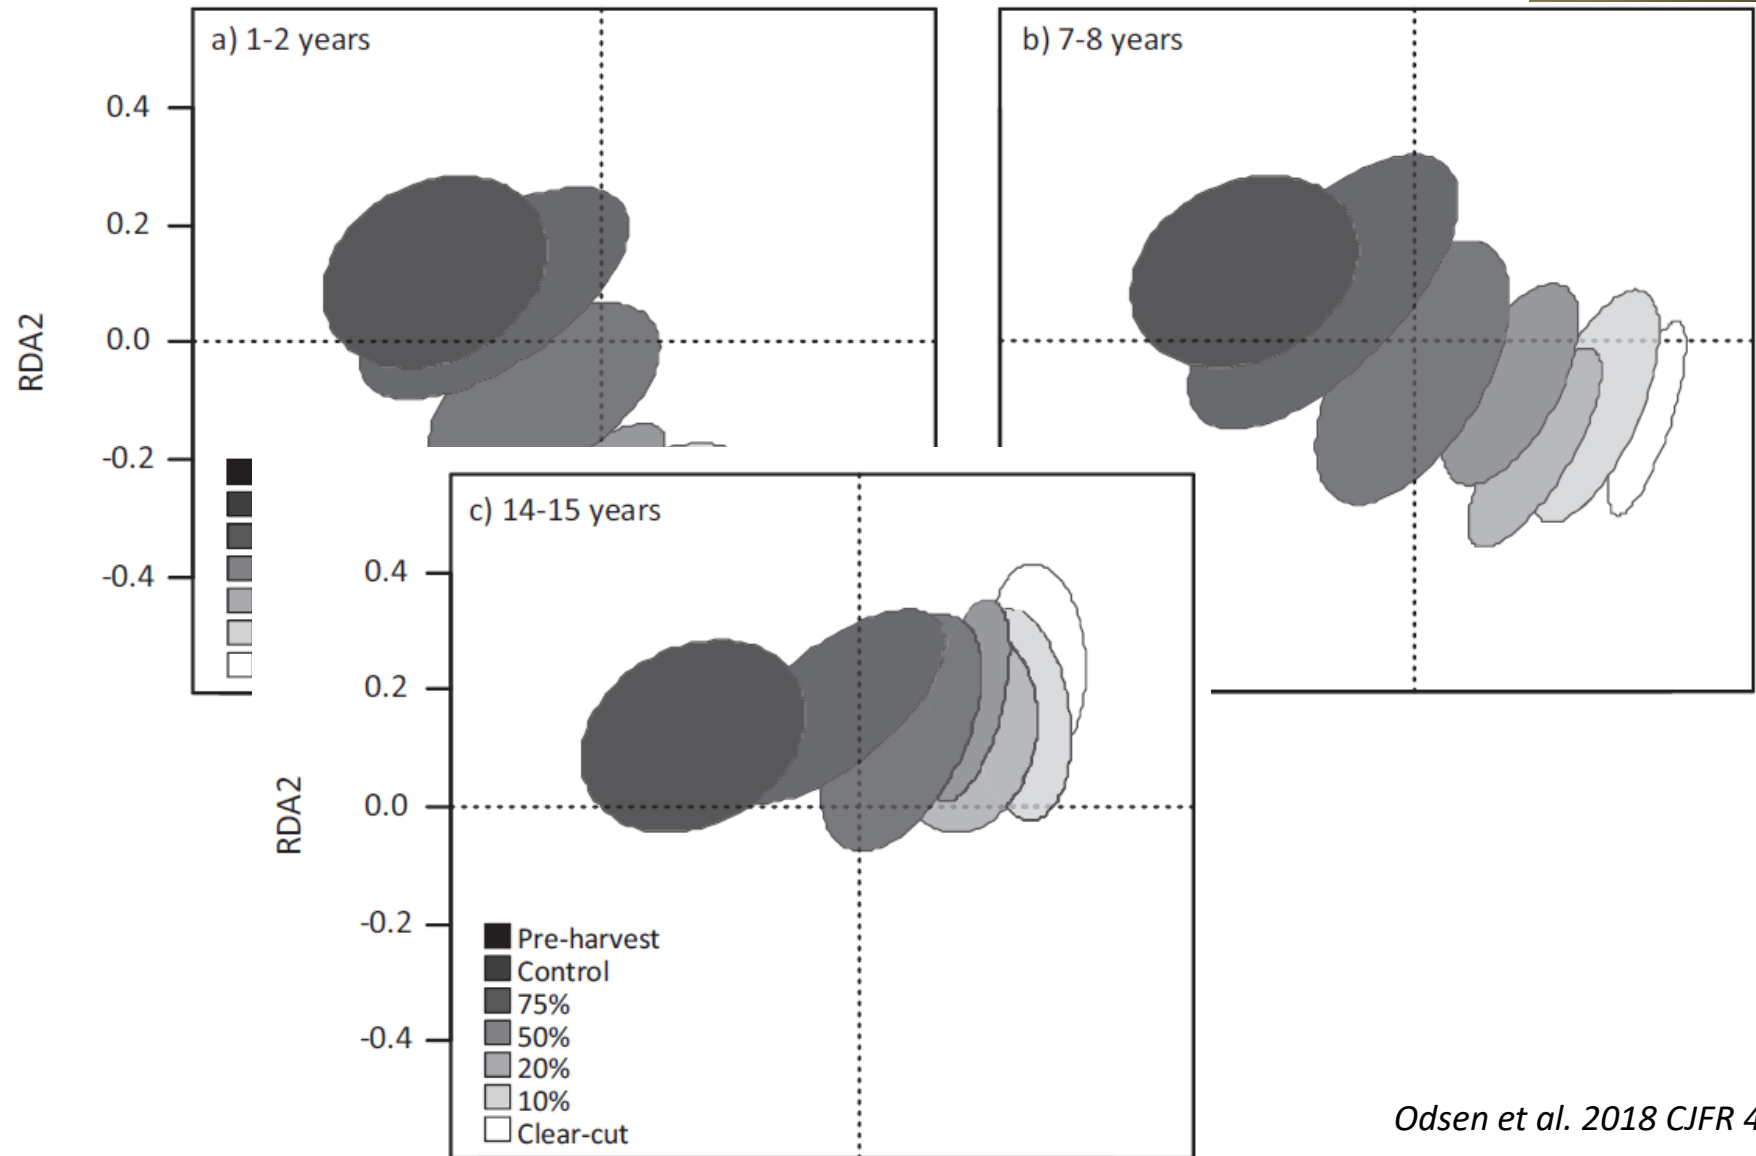 a) 1-2 years
0.4
0.2
0.0
-0.2
-0.4
RDA2
b) 7-8 years
c) 14-15 years
0.4
0.2
0.0
-0.2
-0.4
RDA2
Pre-harvest
Control
75%
50%
20%
10%
Clear-cut
Odsen et al. 2018 CJFR 4